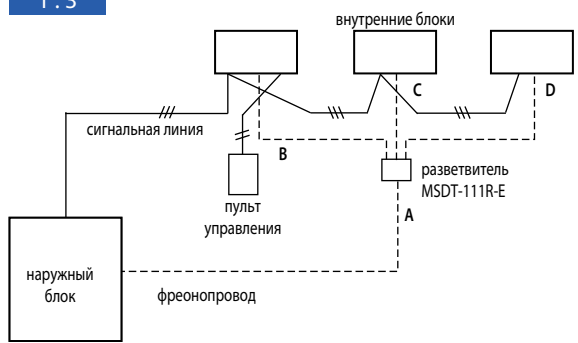 1 : 3
внутренние блоки
C
D
сигнальная линия
B
разветвитель
MSDT-111R-E
пульт
управления
A
наружный
блок
фреонопровод